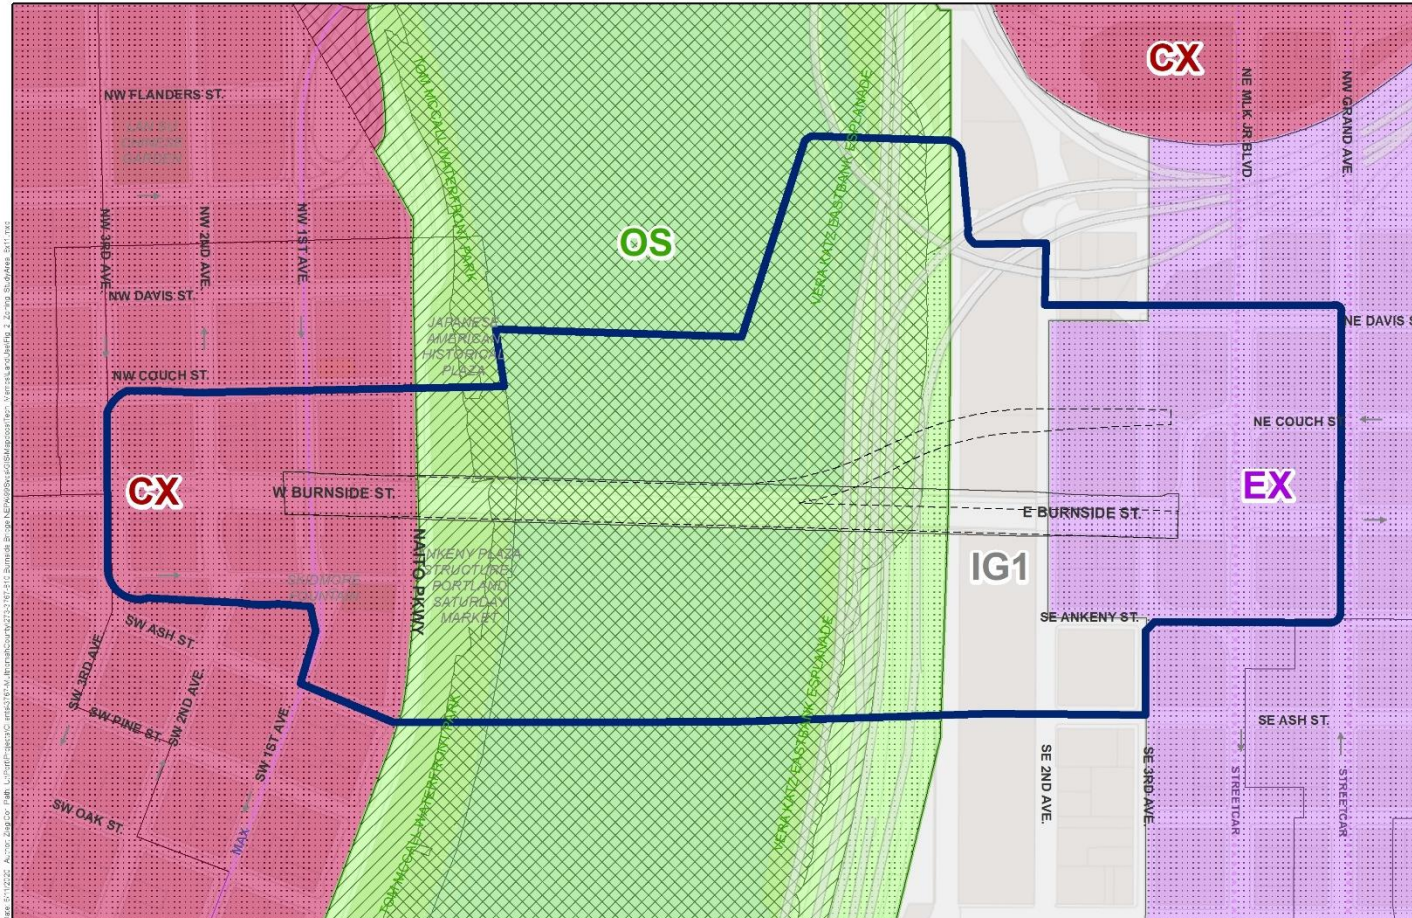 CX
NE MLK JR BLVD.
NW GRAND AVE.
NW FLANDERS ST.
TOM MCCALL WATERFRONT PARK
VERA KATZ EASTBANK ESPLANADE
NW 3RD AVE.
NW 2ND AVE.
NW 1ST AVE.
OS
NW DAVIS ST.
JAPANESE
AMERICAN
HISTORICAL
PLAZA
NE DAVIS S
NW COUCH ST.
NE COUCH ST.
CX
W BURNSIDE ST.
EX
E BURNSIDE ST.
NAITO PKWY
NKENY PLAZA
STRUCTURE/
PORTLAND
SATURDAY
MARKET
IG1
SKIDMORE
FOUNTAIN
SE ANKENY ST.
SW ASH ST.
SW 3RD AVE.
SW 2ND AVE.
SW PINE ST.
SW 1ST AVE.
VERA KATZ EASTBANK ESPLANADE
TOM MCCALL WATERFRONT PARK
SE ASH ST.
SE 2ND AVE.
SE 3RD AVE.
STREETCAR
STREETCAR
SW OAK ST.
MAX